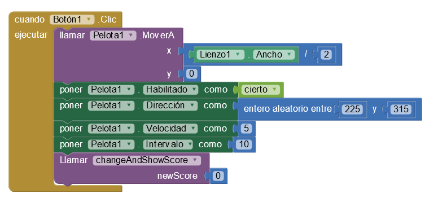 cuando Botón1 .Clic
ejecutar llamar Pelota1 .MoverA
x Lienzo1 . Ancho / 2
y 0
poner Pelota1 . Habilitado como cierto
poner Pelota1 . Dirección como entero aleatorio entre 225 y 315
poner Pelota1 . Velocidad como 5
poner Pelota1 . Intervalo como 10
Llamar changeAndShowScore
newScore 0